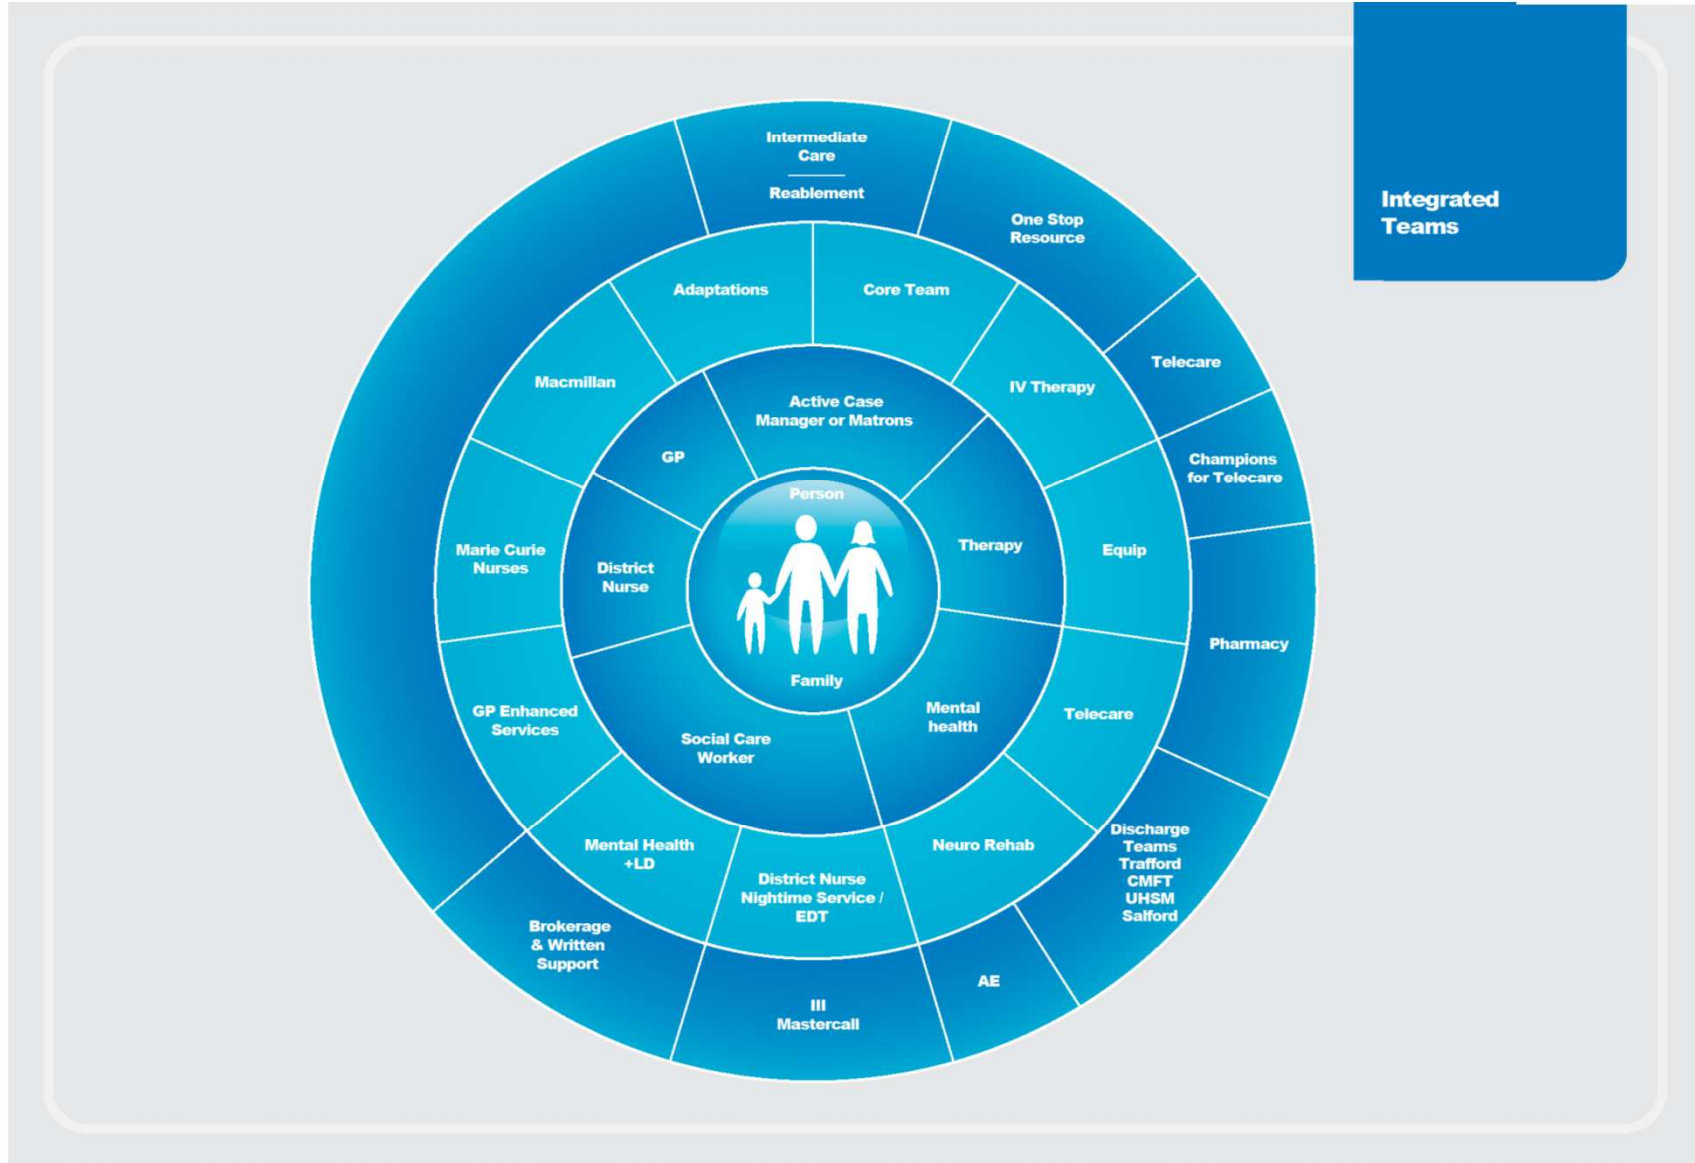 Integrated
Teams
Intermediate
Care
Reablement
One Stop
Resource
Telecare
Champions
for Telecare
Pharmacy
Discharge
Teams
Trafford
CMFT
UHSM
Salford
AE
III
Mastercall
Brokerage
& Written
Support
Adaptations
Core Team
IV Therapy
Equip
Telecare
Neuro Rehab
District Nurse
Nightime Service /
EDT
Mental Health
+LD
GP Enhanced
Services
Marie Curie
Nurses
Macmillan
Active Case
Manager or Matrons
Therapy
Mental
health
Social Care
Worker
District
Nurse
GP
Person
Family